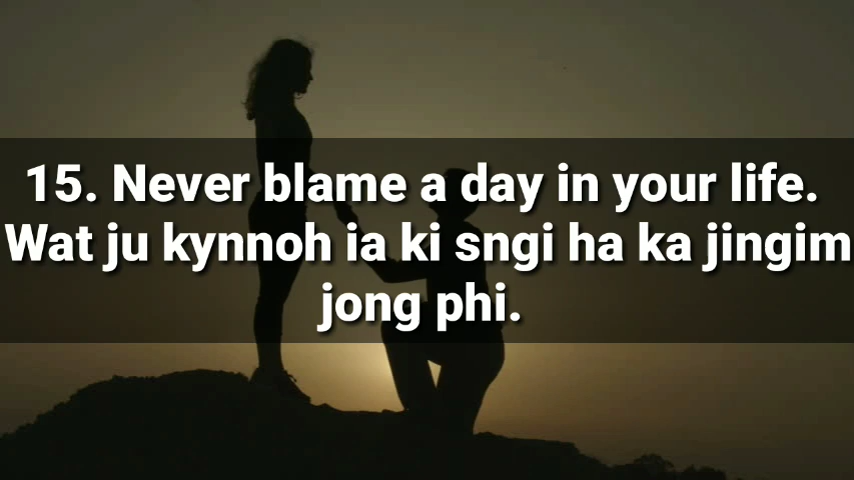 15. Never blame a day in your life.
Wat ju kynnoh ia ki sngi ha ka jingim
jong phi.